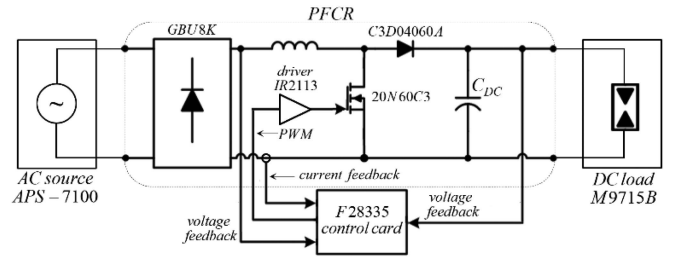 PFCR
GBU8K
C3D04060A
driver
IR2113
20N60C3
C_DC
PWM
~
AC source
APS – 7100
current feedback
DC load
M9715B
voltage
feedback
F28335
control card
voltage
feedback